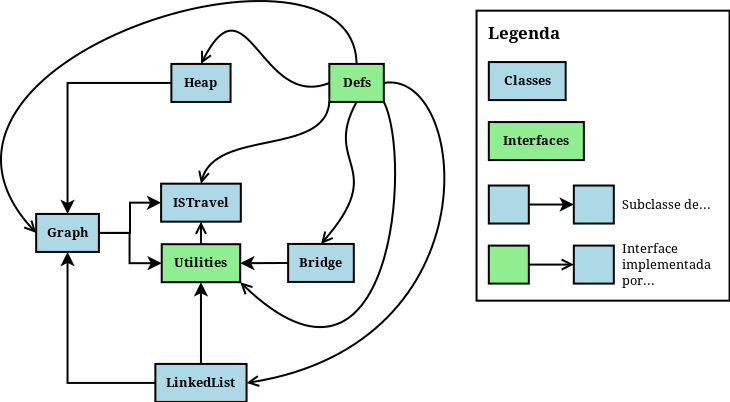 Heap
Defs
ISTravel
Graph
Utilities
Bridge
LinkedList
Legenda
Classes
Interfaces
Subclasse de...
Interface
implementada
por...